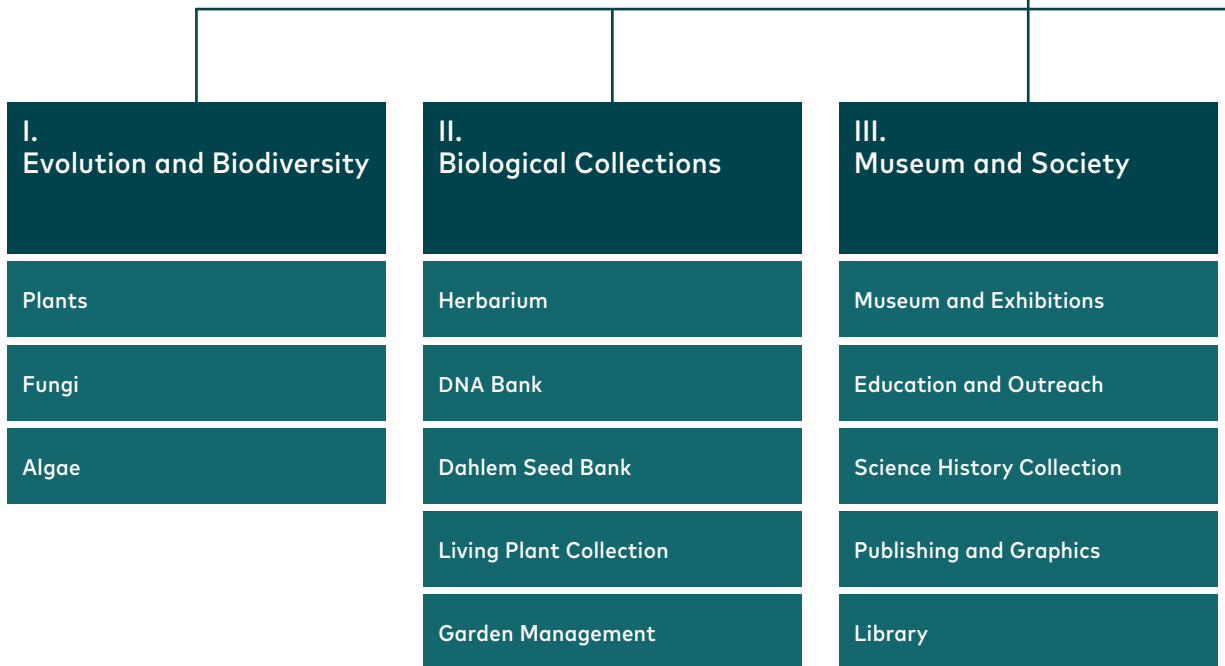 I.
Evolution and Biodiversity
Plants
Fungi
Algae
II.
Biological Collections
Herbarium
DNA Bank
Dahlem Seed Bank
Living Plant Collection
Garden Management
III.
Museum and Society
Museum and Exhibitions
Education and Outreach
Science History Collection
Publishing and Graphics
Library